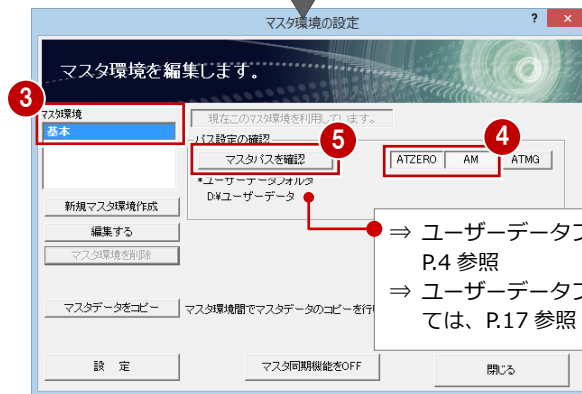 マスタ環境の設定
? ×
マスタ環境を編集します。
3
マスタ環境
基本
現在このマスタ環境を利用しています。
パス設定の確認
5
4
マスタパスを確認
ATZERO AM ATMG
*ユーザーデータフォルダ
D:¥ユーザーデータ
新規マスタ環境作成
編集する
マスタ環境を削除
⇒ ユーザーデータフ
P.4 参照
⇒ ユーザーデータフ
ては、P.17 参照
マスタデータをコピー
マスタ環境間でマスタデータのコピーを行
設 定
マスタ同期機能をOFF
閉じる